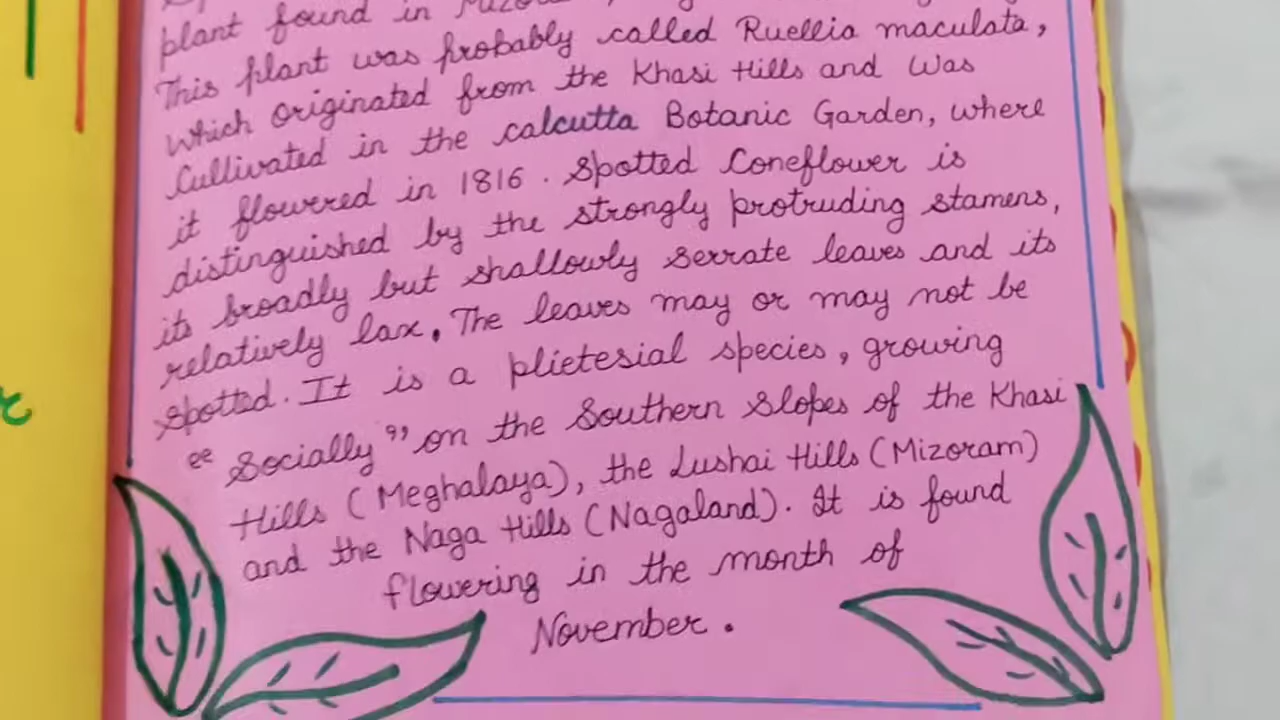 plant found in
This plant was probably called Ruellia maculata,
which originated from the Khasi Hills and was
Cultivated in the calcutta Botanic Garden, where
it flowered in 1816. Spotted Coneflower is
distinguished by the strongly protruding stamens,
its broadly but shallowly serrate leaves and its
relatively lax. The leaves may or may not be
spotted. It is a plietesial species, growing
"Socially" on the Southern Slopes of the Khasi
Hills (Meghalaya), the Lushai Hills (Mizoram)
and the Naga Hills (Nagaland). It is found
flowering in the month of
November.